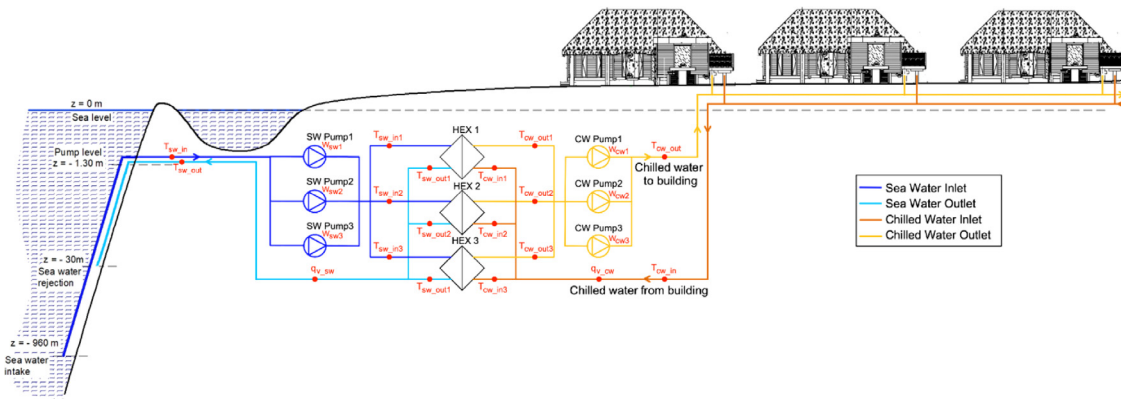 z = 0 m
Sea level
Pump level
z = - 1.30 m
T_sw_in
T_sw_out
z = - 30m
Sea water
rejection
z = - 960 m
Sea water
intake
SW Pump1
W_sw1
SW Pump2
W_sw2
SW Pump3
W_sw3
q_v_sw
T_sw_in1
HEX 1
T_cw_out1
T_sw_out1
T_cw_in1
T_sw_in2
HEX 2
T_cw_out2
T_sw_out2
T_cw_in2
T_sw_in3
HEX 3
T_cw_out3
T_sw_out1
T_cw_in3
CW Pump1
W_cw1
CW Pump2
W_cw2
CW Pump3
W_cw3
T_cw_out
Chilled water
to building
q_v_cw
T_cw_in
Chilled water from building
Sea Water Inlet
Sea Water Outlet
Chilled Water Inlet
Chilled Water Outlet